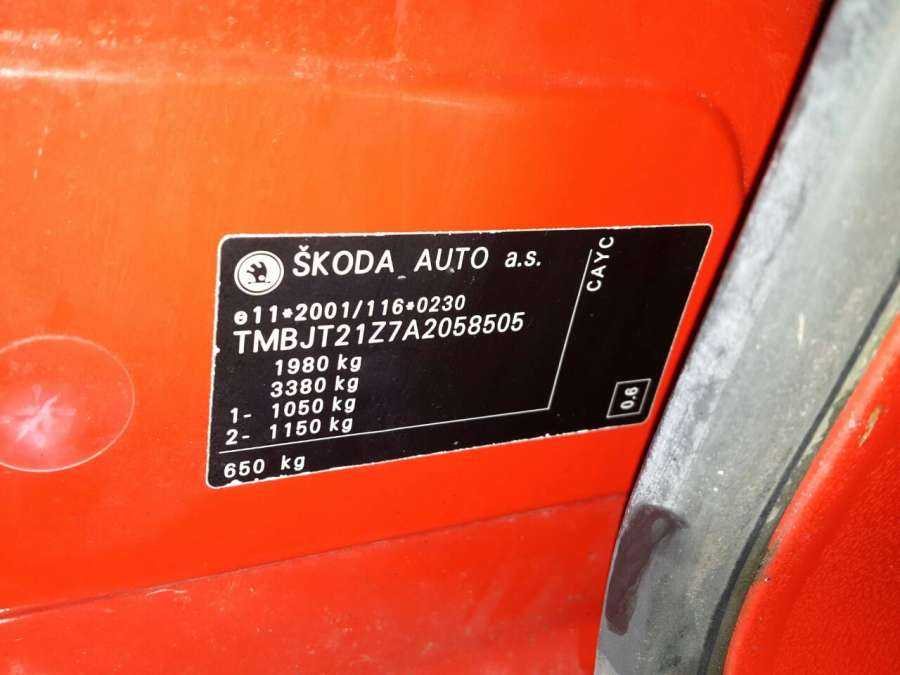 ŠKODA AUTO a.s.
CAYC
e11*2001/116*0230
TMBJT21Z7A2058505
1980 kg
3380 kg
1- 1050 kg
2- 1150 kg
0.6
650 kg